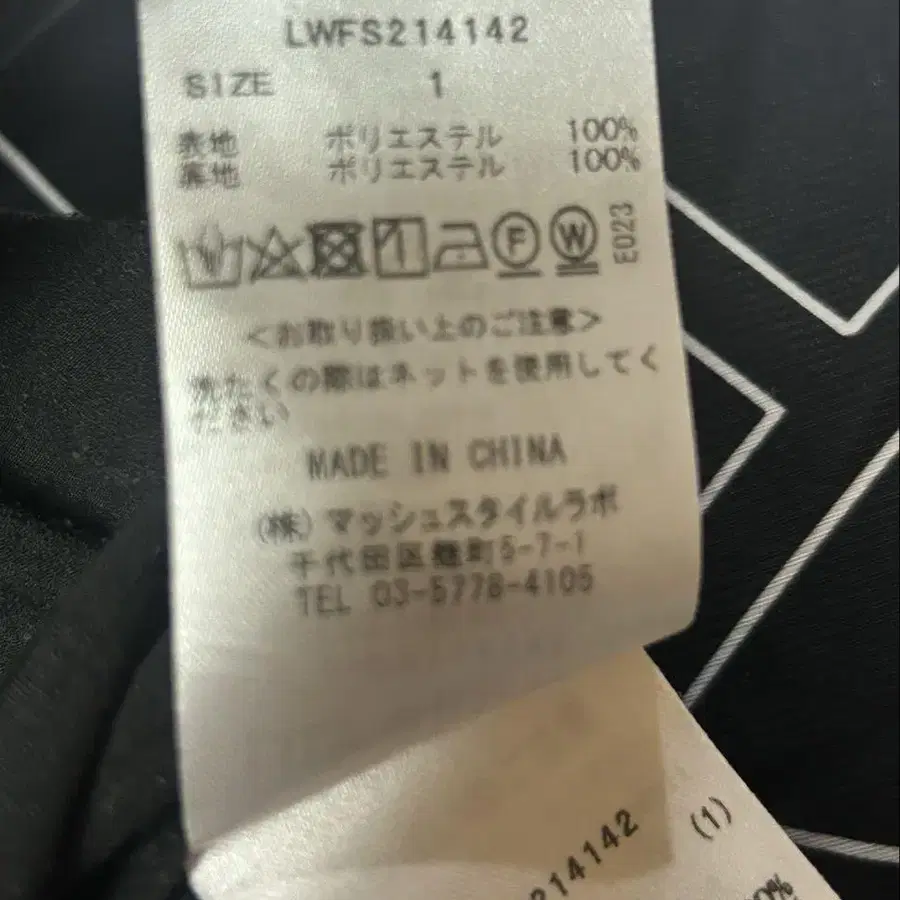 LWFS214142
SIZE 1
表地 ポリエステル 100%
裏地 ポリエステル 100%
F W E023
<お取り扱い上のご注意>
洗たくの際はネットを使用してく
ださい
MADE IN CHINA
(株)マッシュスタイルラボ
千代田区麹町5-7-1
TEL 03-5778-4105
214142 (1)
0%